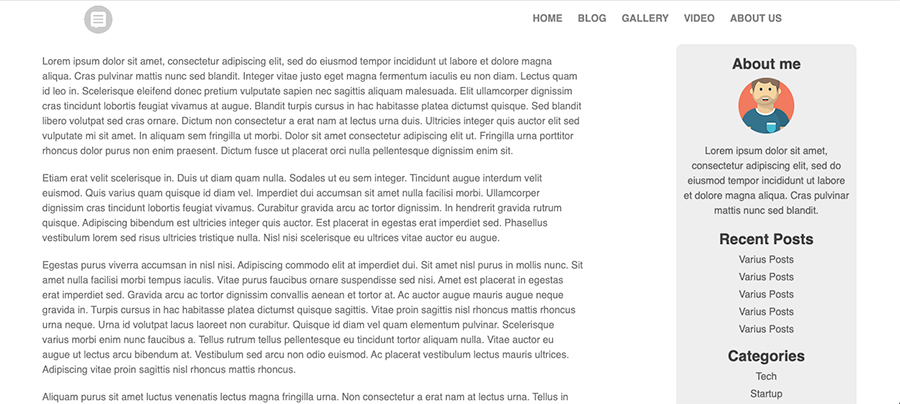 HOME BLOG GALLERY VIDEO ABOUT US
Lorem ipsum dolor sit amet, consectetur adipiscing elit, sed do eiusmod tempor incididunt ut labore et dolore magna
aliqua. Cras pulvinar mattis nunc sed blandit. Integer vitae justo eget magna fermentum iaculis eu non diam. Lectus quam
id leo in. Scelerisque eleifend donec pretium vulputate sapien nec sagittis aliquam malesuada. Elit ullamcorper dignissim
cras tincidunt lobortis feugiat vivamus at augue. Blandit turpis cursus in hac habitasse platea dictumst quisque. Sed blandit
libero volutpat sed cras ornare. Dictum non consectetur a erat nam at lectus urna duis. Ultricies integer quis auctor elit sed
vulputate mi sit amet. In aliquam sem fringilla ut morbi. Dolor sit amet consectetur adipiscing elit ut. Fringilla urna porttitor
rhoncus dolor purus non enim praesent. Dictum fusce ut placerat orci nulla pellentesque dignissim enim sit.
Etiam erat velit scelerisque in. Duis ut diam quam nulla. Sodales ut eu sem integer. Tincidunt augue interdum velit
euismod. Quis varius quam quisque id diam vel. Imperdiet dui accumsan sit amet nulla facilisi morbi. Ullamcorper
dignissim cras tincidunt lobortis feugiat vivamus. Curabitur gravida arcu ac tortor dignissim. In hendrerit gravida rutrum
quisque. Adipiscing bibendum est ultricies integer quis auctor. Est placerat in egestas erat imperdiet sed. Phasellus
vestibulum lorem sed risus ultricies tristique nulla. Nisl nisi scelerisque eu ultrices vitae auctor eu augue.
Egestas purus viverra accumsan in nisl nisi. Adipiscing commodo elit at imperdiet dui. Sit amet nisl purus in mollis nunc. Sit
amet nulla facilisi morbi tempus iaculis. Vitae purus faucibus ornare suspendisse sed nisi. Amet est placerat in egestas
erat imperdiet sed. Gravida arcu ac tortor dignissim convallis aenean et tortor at. Ac auctor augue mauris augue neque
gravida in. Turpis cursus in hac habitasse platea dictumst quisque sagittis. Vitae proin sagittis nisl rhoncus mattis rhoncus
urna neque. Urna id volutpat lacus laoreet non curabitur. Quisque id diam vel quam elementum pulvinar. Scelerisque
varius morbi enim nunc faucibus a. Tellus rutrum tellus pellentesque eu tincidunt tortor aliquam nulla. Vitae auctor eu
augue ut lectus arcu bibendum at. Vestibulum sed arcu non odio euismod. Ac placerat vestibulum lectus mauris ultrices.
Adipiscing vitae proin sagittis nisl rhoncus mattis rhoncus.
Aliquam purus sit amet luctus venenatis lectus magna fringilla urna. Non consectetur a erat nam at lectus urna. Tellus in
About me
Lorem ipsum dolor sit amet,
consectetur adipiscing elit, sed do
eiusmod tempor incididunt ut labore
et dolore magna aliqua. Cras pulvinar
mattis nunc sed blandit.
Recent Posts
Varius Posts
Varius Posts
Varius Posts
Varius Posts
Varius Posts
Categories
Tech
Startup